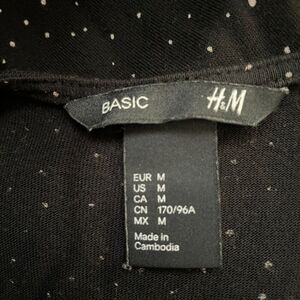 BASIC H&M
EUR M
US M
CA M
CN 170/96A
MX M
Made in
Cambodia